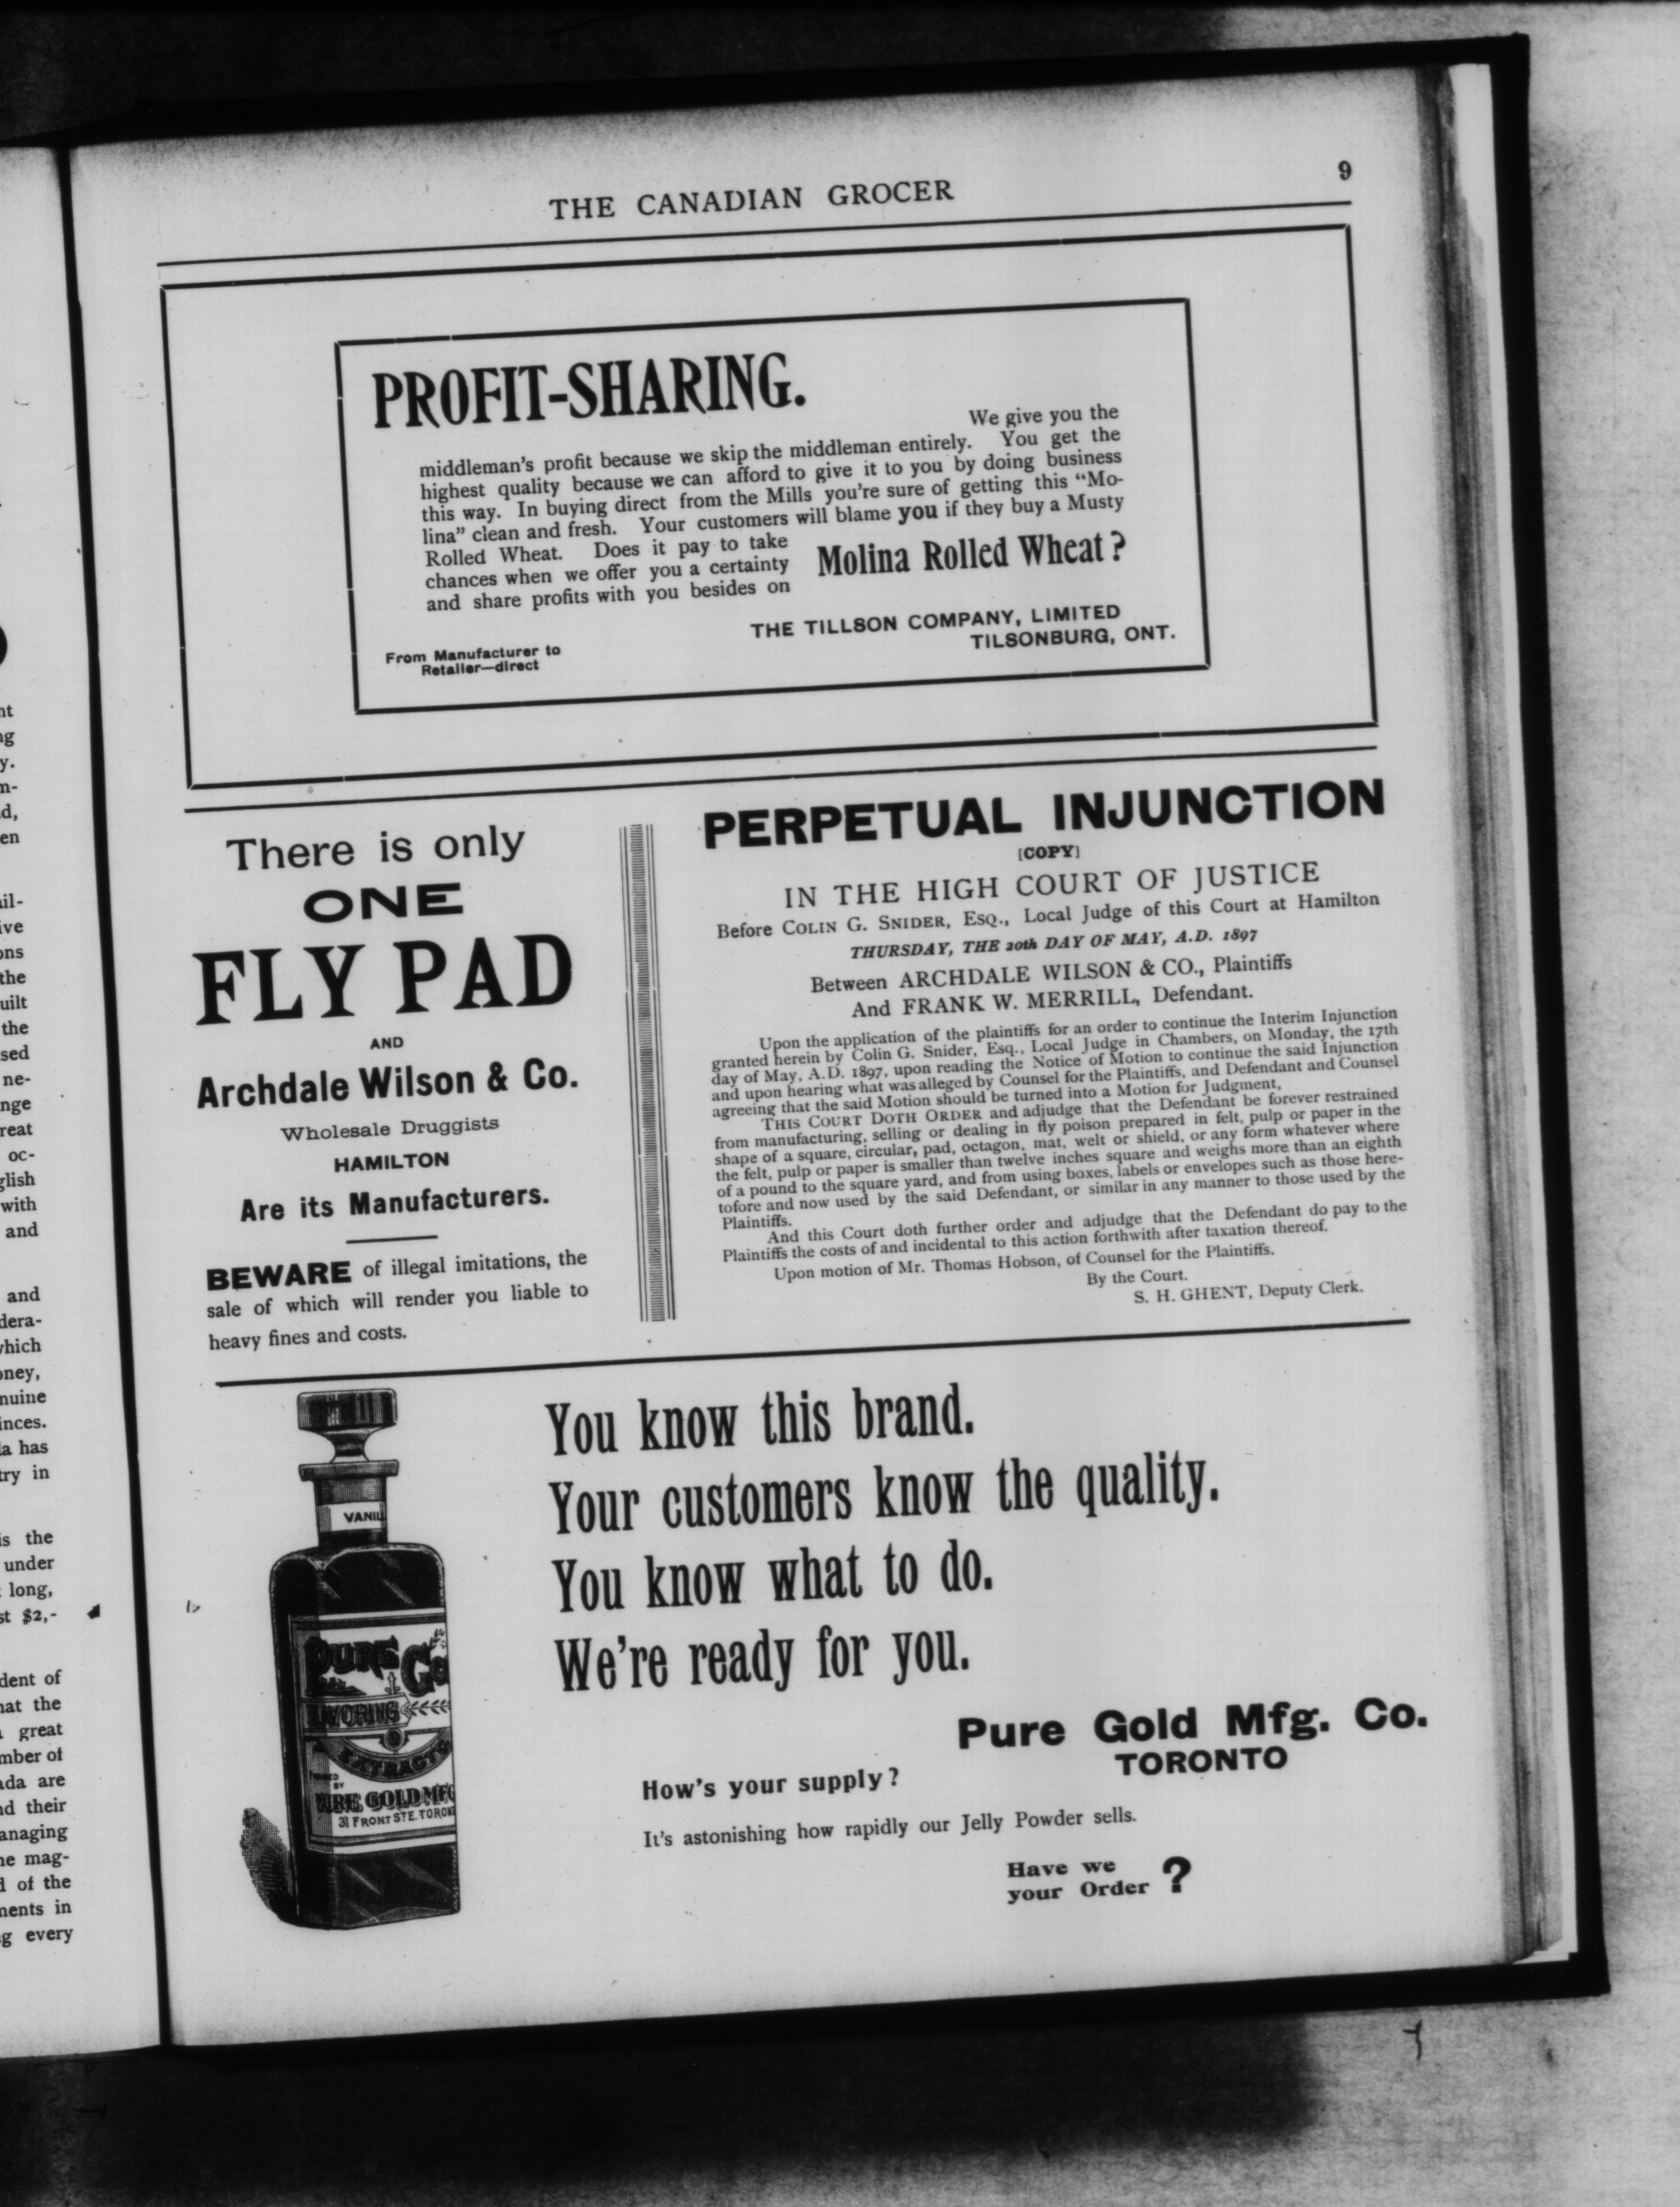 THE CANADIAN GROCER
9
PROFIT-SHARING.
We give you the
middleman's profit because we skip the middleman entirely. You get the
highest quality because we can afford to give it to you by doing business
this way. In buying direct from the Mills you're sure of getting this "Mo-
lina" clean and fresh. Your customers will blame you if they buy a Musty
Rolled Wheat. Does it pay to take
chances when we offer you a certainty
and share profits with you besides on
Molina Rolled Wheat?
THE TILLSON COMPANY, LIMITED
TILSONBURG, ONT.
From Manufacturer to
Retailer—direct
There is only
ONE
FLY PAD
AND
Archdale Wilson & Co.
Wholesale Druggists
HAMILTON
Are its Manufacturers.
BEWARE of illegal imitations, the
sale of which will render you liable to
heavy fines and costs.
PERPETUAL INJUNCTION
[COPY]
IN THE HIGH COURT OF JUSTICE
Before COLIN G. SNIDER, ESQ., Local Judge of this Court at Hamilton
THURSDAY, THE 20th DAY OF MAY, A.D. 1897
Between ARCHDALE WILSON & CO., Plaintiffs
And FRANK W. MERRILL, Defendant.
Upon the application of the plaintiffs for an order to continue the Interim Injunction
granted herein by Colin G. Snider, Esq., Local Judge in Chambers, on Monday, the 17th
day of May, A.D. 1897, upon reading the Notice of Motion to continue the said Injunction
and upon hearing what was alleged by Counsel for the Plaintiffs, and Defendant and Counsel
agreeing that the said Motion should be turned into a Motion for Judgment,
THIS COURT DOTH ORDER and adjudge that the Defendant be forever restrained
from manufacturing, selling or dealing in fly poison prepared in felt, pulp or paper in the
shape of a square, circular, pad, octagon, mat, welt or shield, or any form whatever where
the felt, pulp or paper is smaller than twelve inches square and weighs more than an eighth
of a pound to the square yard, and from using boxes, labels or envelopes such as those here-
tofore and now used by the said Defendant, or similar in any manner to those used by the
Plaintiffs.
And this Court doth further order and adjudge that the Defendant do pay to the
Plaintiffs the costs of and incidental to this action forthwith after taxation thereof.
Upon motion of Mr. Thomas Hobson, of Counsel for the Plaintiffs.
By the Court.
S. H. GHENT, Deputy Clerk.
VANIL
PURE Go
FLAVORING
EXTRACTS
BY
PURE GOLD MFG
31 FRONT ST E. TORON
You know this brand.
Your customers know the quality.
You know what to do.
We're ready for you.
Pure Gold Mfg. Co.
TORONTO
How's your supply?
It's astonishing how rapidly our Jelly Powder sells.
Have we
your Order ?